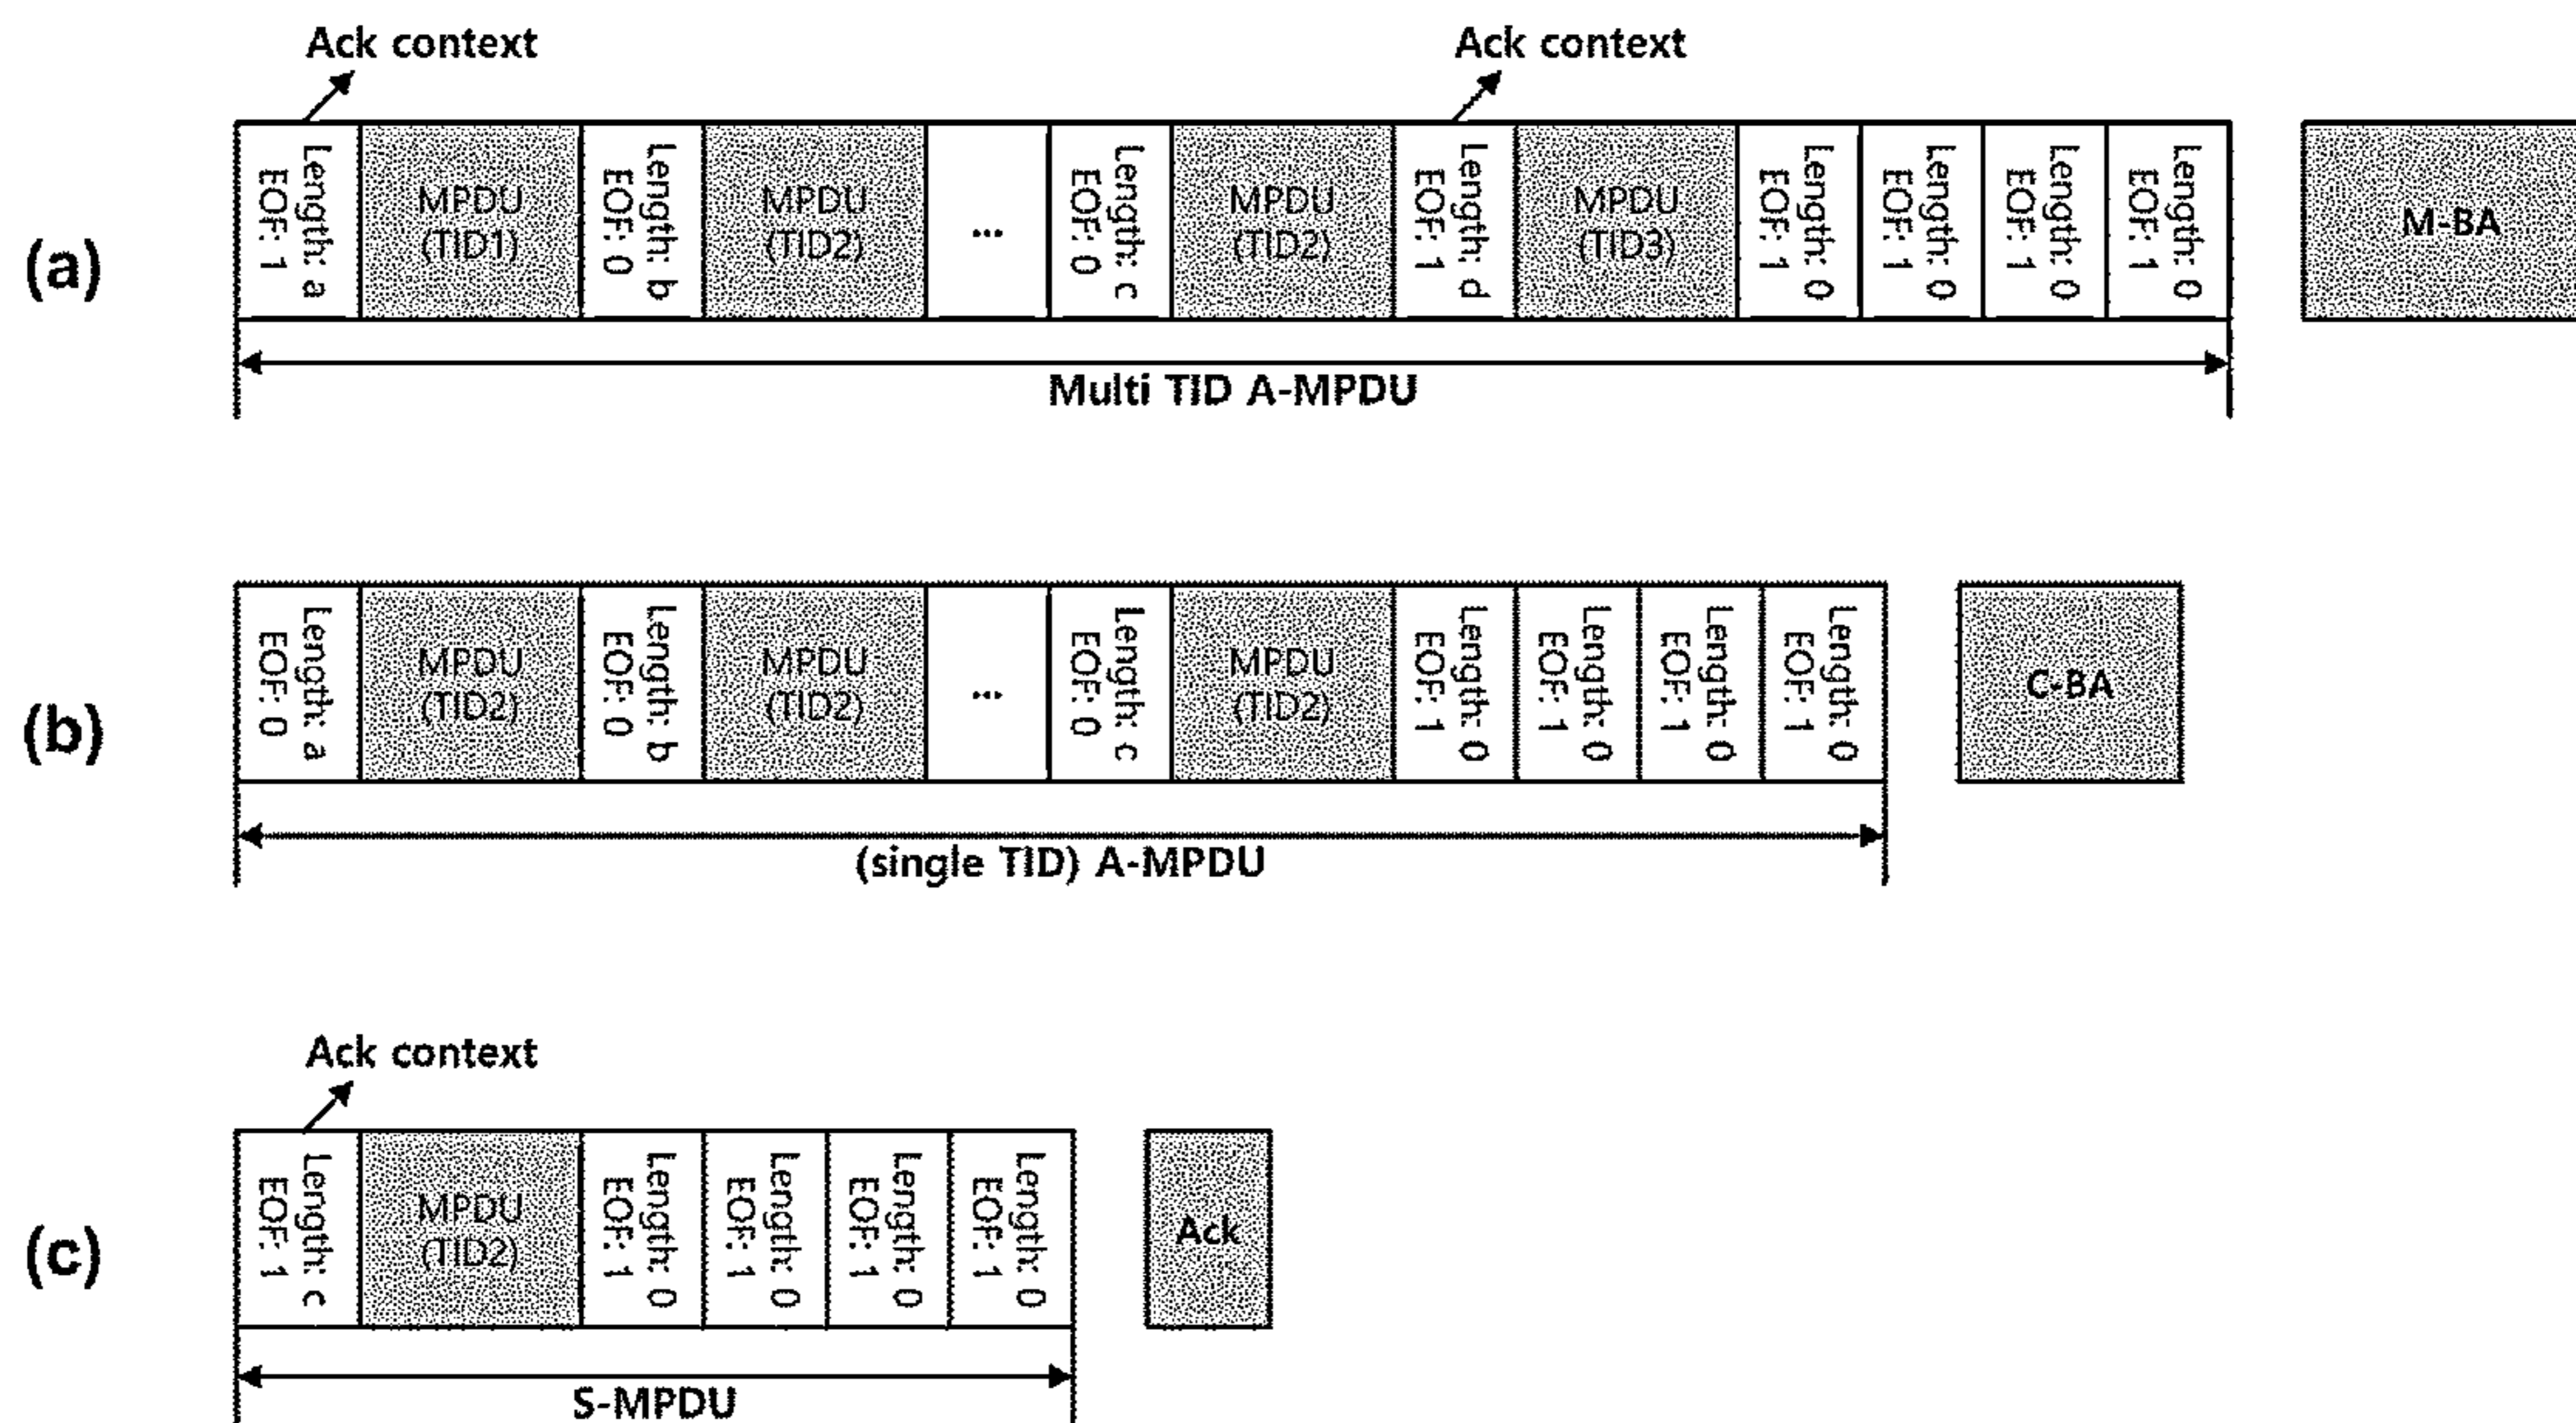 Ack context
Ack context
(a)
Length: a
EOF: 1
MPDU
(TID1)
Length: b
EOF: 0
MPDU
(TID2)
...
Length: c
EOF: 0
MPDU
(TID2)
Length: d
EOF: 1
MPDU
(TID3)
Length: 0
EOF: 1
Length: 0
EOF: 1
Length: 0
EOF: 1
Length: 0
EOF: 1
M-BA
Multi TID A-MPDU
(b)
Length: a
EOF: 0
MPDU
(TID2)
Length: b
EOF: 0
MPDU
(TID2)
...
Length: c
EOF: 0
MPDU
(TID2)
Length: 0
EOF: 1
Length: 0
EOF: 1
Length: 0
EOF: 1
Length: 0
EOF: 1
C-BA
(single TID) A-MPDU
Ack context
(c)
Length: c
EOF: 1
MPDU
(TID2)
Length: 0
EOF: 1
Length: 0
EOF: 1
Length: 0
EOF: 1
Length: 0
EOF: 1
Ack
S-MPDU